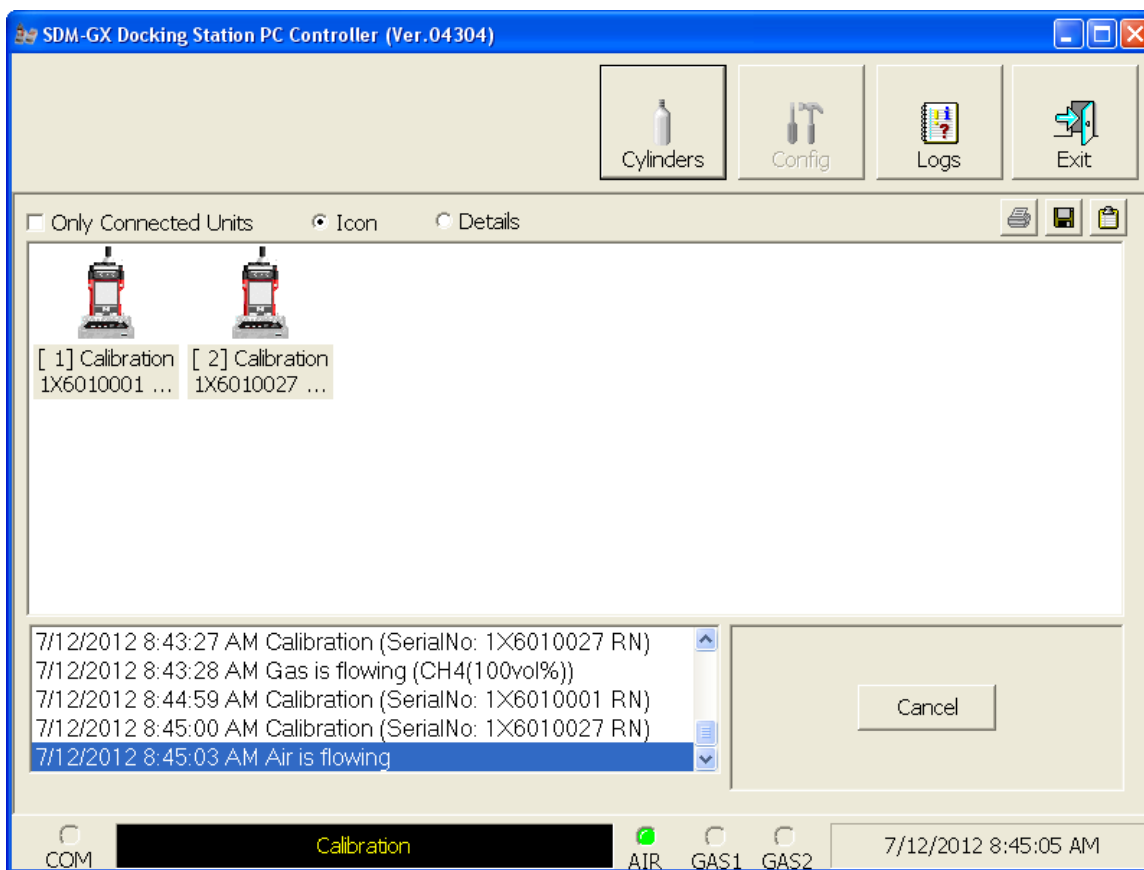 SDM-GX Docking Station PC Controller (Ver.04304)
Cylinders
Config
Logs
Exit
Only Connected Units
Icon
Details
[ 1] Calibration
1X6010001 ...
[ 2] Calibration
1X6010027 ...
7/12/2012 8:43:27 AM Calibration (SerialNo: 1X6010027 RN)
7/12/2012 8:43:28 AM Gas is flowing (CH4(100vol%))
7/12/2012 8:44:59 AM Calibration (SerialNo: 1X6010001 RN)
7/12/2012 8:45:00 AM Calibration (SerialNo: 1X6010027 RN)
7/12/2012 8:45:03 AM Air is flowing
Cancel
COM
Calibration
AIR
GAS1
GAS2
7/12/2012 8:45:05 AM